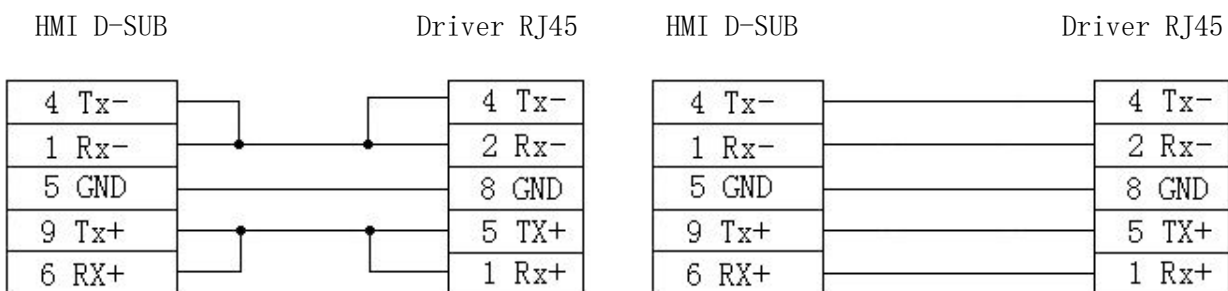 HMI D-SUB Driver RJ45 HMI D-SUB Driver RJ45
4 Tx- 4 Tx- 4 Tx- 4 Tx-
1 Rx- 2 Rx- 1 Rx- 2 Rx-
5 GND 8 GND 5 GND 8 GND
9 Tx+ 5 TX+ 9 Tx+ 5 TX+
6 RX+ 1 Rx+ 6 RX+ 1 Rx+